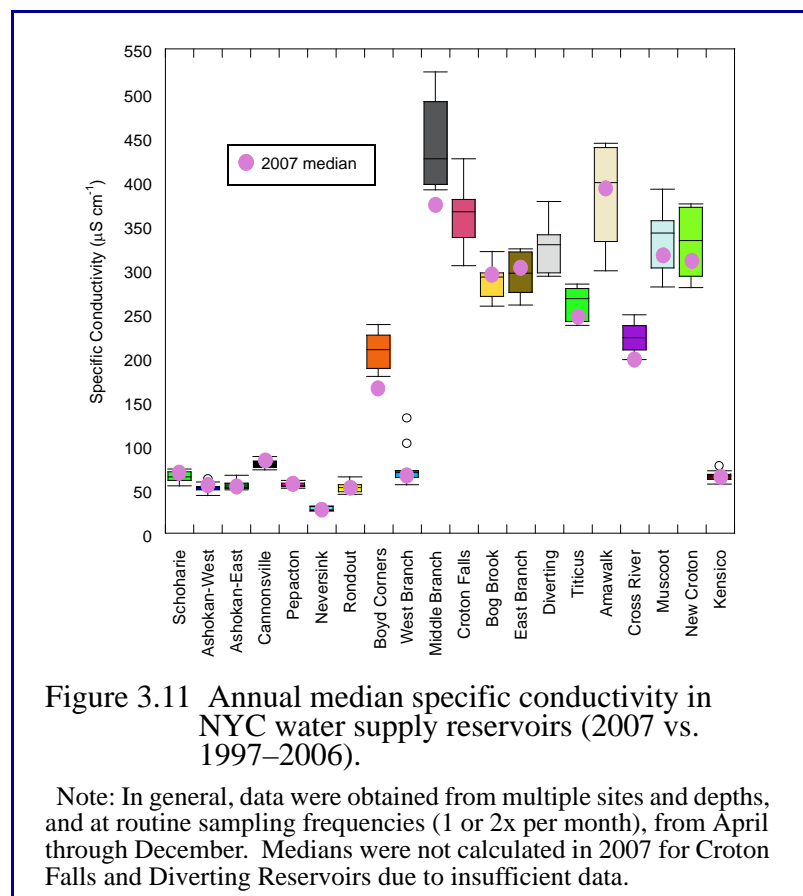 550
500
450
400
350
300
250
200
150
100
50
0
Specific Conductivity (µS cm⁻¹)
2007 median
Schoharie
Ashokan-West
Ashokan-East
Cannonsville
Pepacton
Neversink
Rondout
Boyd Corners
West Branch
Middle Branch
Croton Falls
Bog Brook
East Branch
Diverting
Titicus
Amawalk
Cross River
Muscoot
New Croton
Kensico
Figure 3.11 Annual median specific conductivity in
NYC water supply reservoirs (2007 vs.
1997–2006).
Note: In general, data were obtained from multiple sites and depths,
and at routine sampling frequencies (1 or 2x per month), from April
through December. Medians were not calculated in 2007 for Croton
Falls and Diverting Reservoirs due to insufficient data.